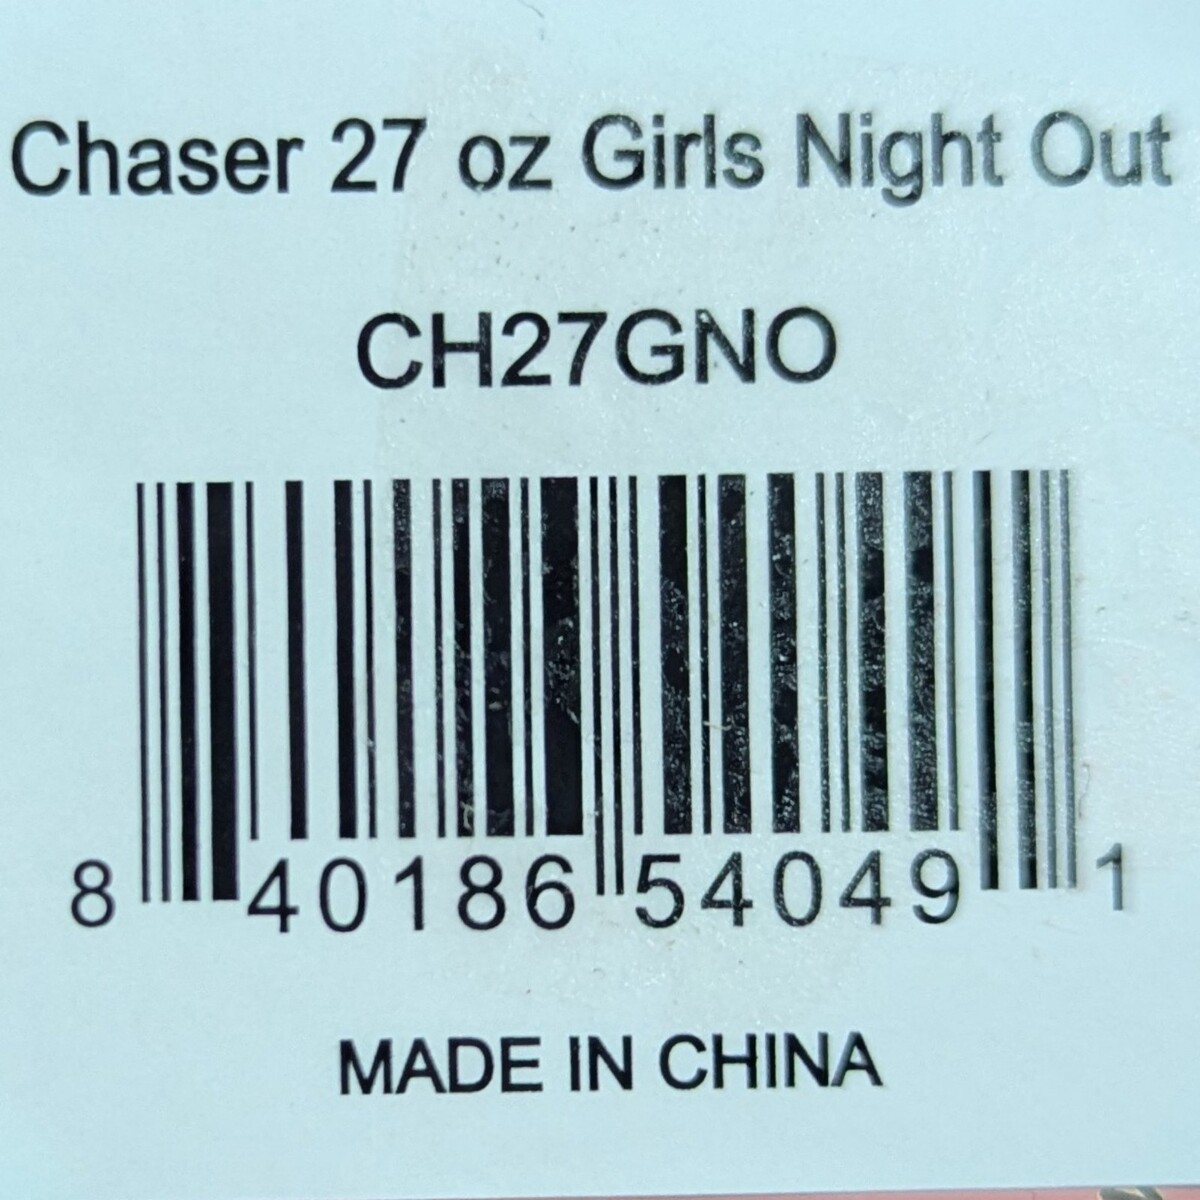 Chaser 27 oz Girls Night Out
CH27GNO
8 40186 54049 1
MADE IN CHINA